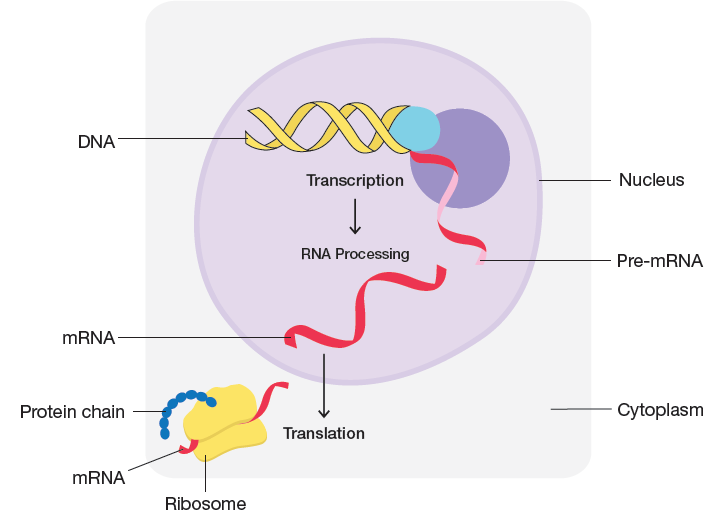 DNA
Transcription
Nucleus
RNA Processing
Pre-mRNA
mRNA
Protein chain
Cytoplasm
Translation
mRNA
Ribosome